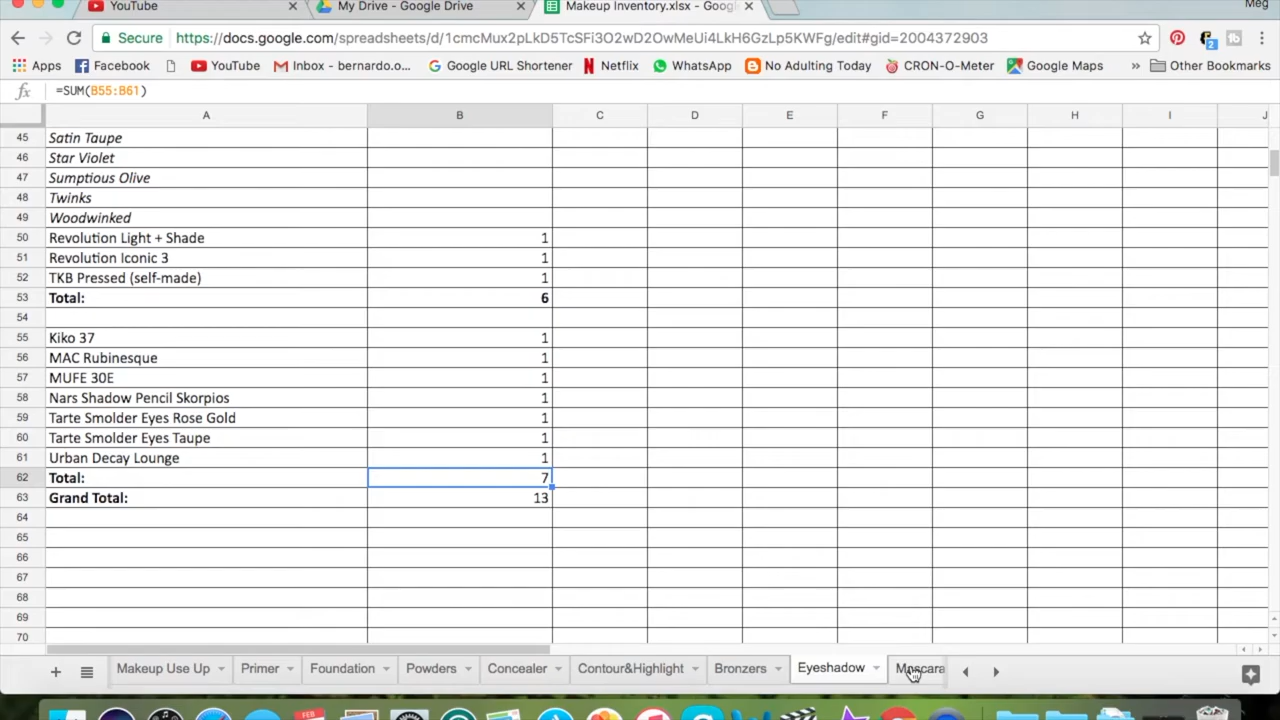 YouTube My Drive - Google Drive Makeup Inventory.xlsx - Goog Meg
Secure https://docs.google.com/spreadsheets/d/1cmcMux2pLkD5TcSFi3O2wD2OwMeUi4LkH6GzLp5KWFg/edit#gid=2004372903
2
Apps Facebook YouTube Inbox - bernardo.o... Google URL Shortener Netflix WhatsApp No Adulting Today CRON-O-Meter Google Maps » Other Bookmarks
fx =SUM(B55:B61)
A B C D E F G H I J
45 Satin Taupe
46 Star Violet
47 Sumptious Olive
48 Twinks
49 Woodwinked
50 Revolution Light + Shade 1
51 Revolution Iconic 3 1
52 TKB Pressed (self-made) 1
53 Total: 6
54
55 Kiko 37 1
56 MAC Rubinesque 1
57 MUFE 30E 1
58 Nars Shadow Pencil Skorpios 1
59 Tarte Smolder Eyes Rose Gold 1
60 Tarte Smolder Eyes Taupe 1
61 Urban Decay Lounge 1
62 Total: 7
63 Grand Total: 13
64
65
66
67
68
69
70
+ Makeup Use Up Primer Foundation Powders Concealer Contour&Highlight Bronzers Eyeshadow Mascara
FEB